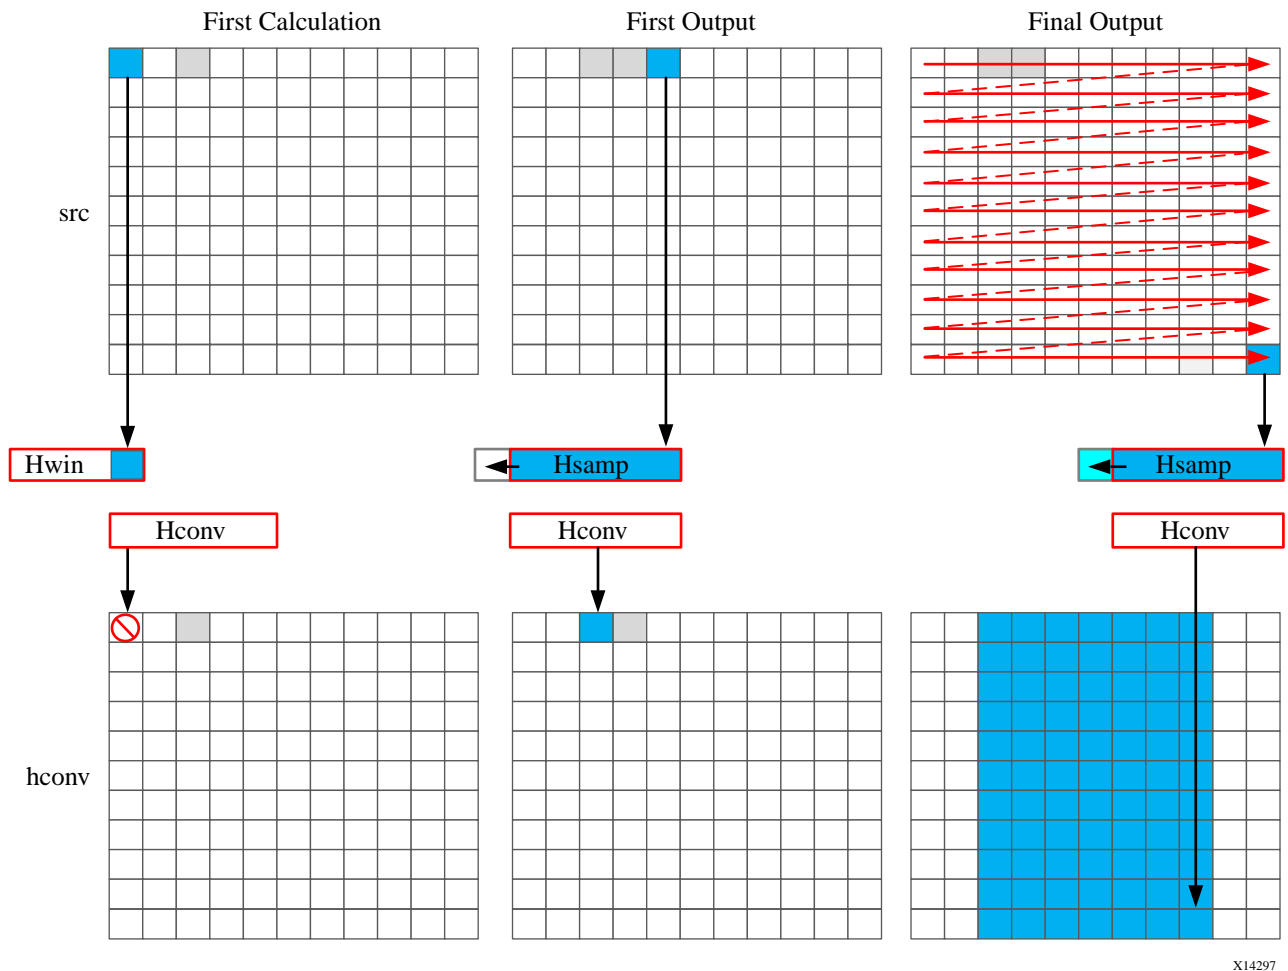 First Calculation
First Output
Final Output
src
Hwin
Hsamp
Hsamp
Hconv
Hconv
Hconv
hconv
X14297